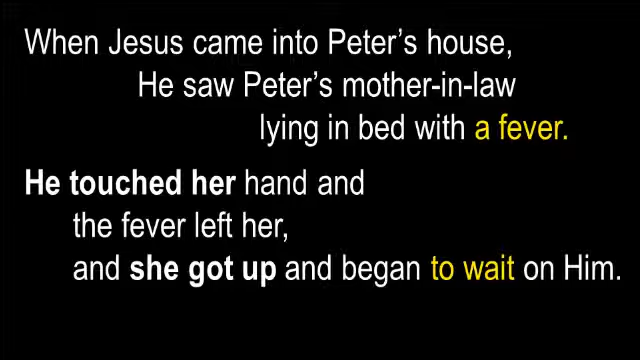 When Jesus came into Peter’s house,
He saw Peter’s mother-in-law
lying in bed with a fever.
He touched her hand and
the fever left her,
and she got up and began to wait on Him.